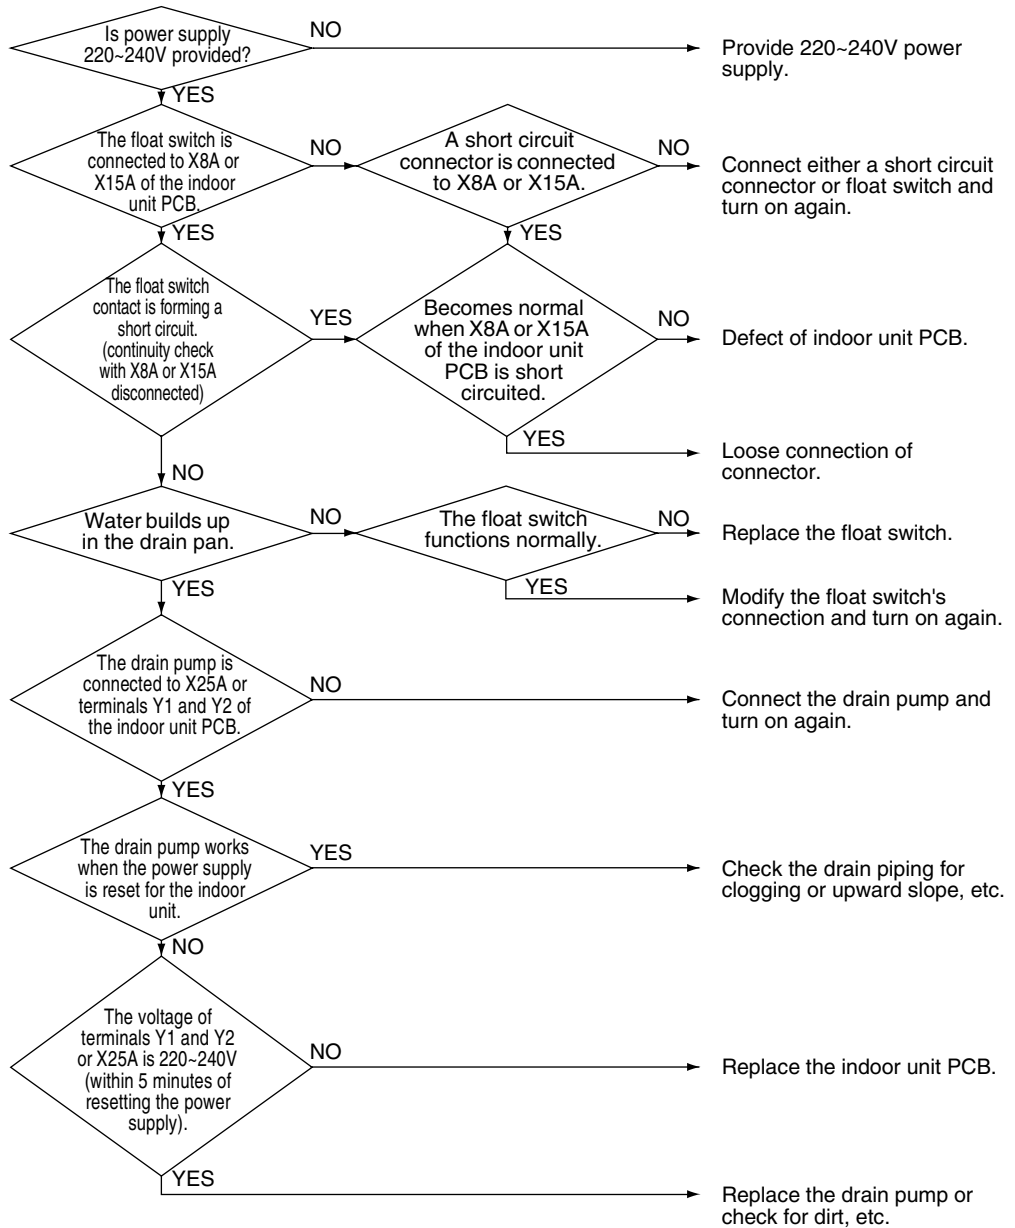 Is power supply
220~240V provided?
NO
Provide 220~240V power
supply.
YES
The float switch is
connected to X8A or
X15A of the indoor
unit PCB.
NO
A short circuit
connector is connected
to X8A or X15A.
NO
Connect either a short circuit
connector or float switch and
turn on again.
YES
YES
The float switch
contact is forming a
short circuit.
(continuity check
with X8A or X15A
disconnected)
YES
Becomes normal
when X8A or X15A
of the indoor unit
PCB is short
circuited.
NO
Defect of indoor unit PCB.
YES
Loose connection of
connector.
NO
Water builds up
in the drain pan.
NO
The float switch
functions normally.
NO
Replace the float switch.
YES
YES
Modify the float switch's
connection and turn on again.
The drain pump is
connected to X25A or
terminals Y1 and Y2 of
the indoor unit PCB.
NO
Connect the drain pump and
turn on again.
YES
The drain pump works
when the power supply
is reset for the indoor
unit.
YES
Check the drain piping for
clogging or upward slope, etc.
NO
The voltage of
terminals Y1 and Y2
or X25A is 220~240V
(within 5 minutes of
resetting the power
supply).
NO
Replace the indoor unit PCB.
YES
Replace the drain pump or
check for dirt, etc.